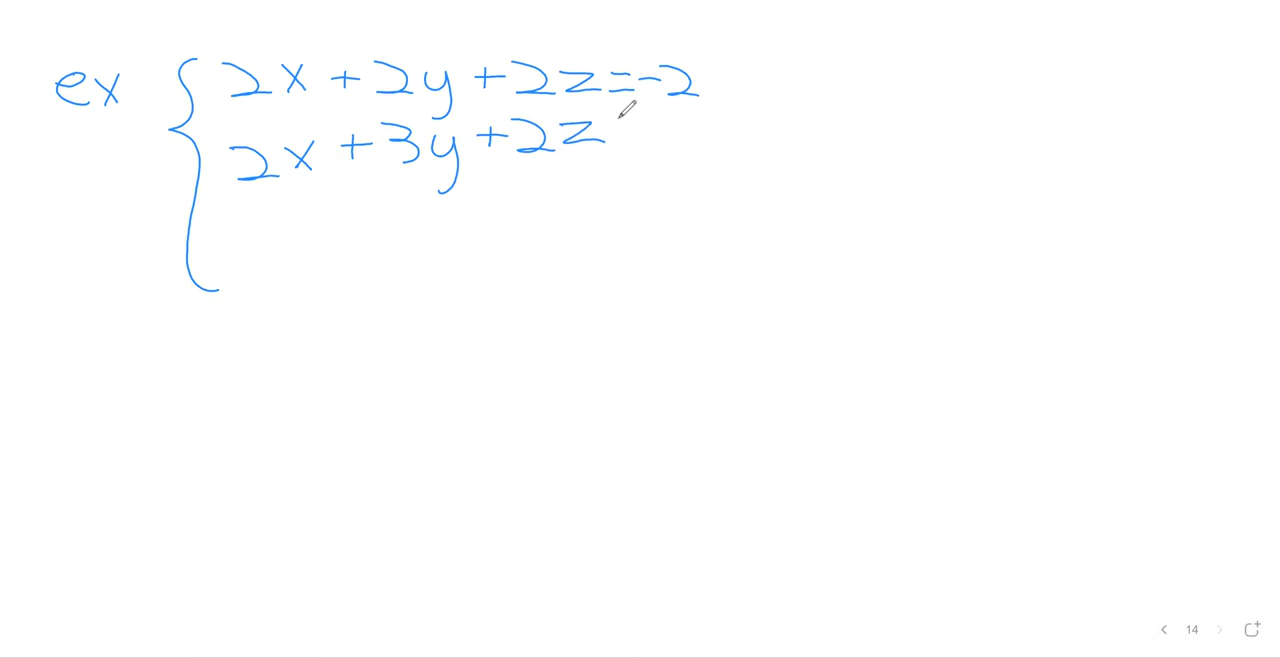 ex { 2x + 2y + 2z = -2
2x + 3y + 2z
14